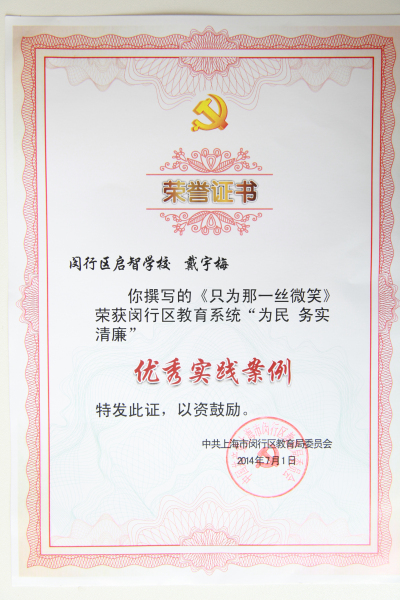 荣誉证书
闵行区启智学校 戴宇梅
你撰写的《只为那一丝微笑》
荣获闵行区教育系统“为民 务实
清廉”
优秀实践案例
特发此证，以资鼓励。
中共上海市闵行区教育局委员会
2014年7月1日